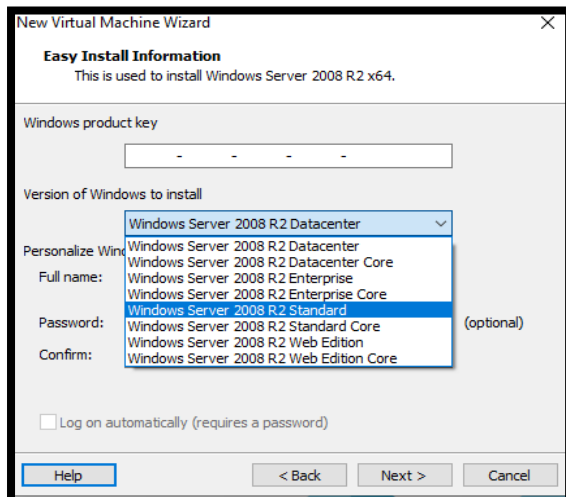 New Virtual Machine Wizard
Easy Install Information
This is used to install Windows Server 2008 R2 x64.
Windows product key
- - - -
Version of Windows to install
Windows Server 2008 R2 Datacenter
Personalize Wind
Windows Server 2008 R2 Datacenter
Windows Server 2008 R2 Datacenter Core
Full name:
Windows Server 2008 R2 Enterprise
Windows Server 2008 R2 Enterprise Core
Windows Server 2008 R2 Standard
Password:
Windows Server 2008 R2 Standard Core
(optional)
Windows Server 2008 R2 Web Edition
Confirm:
Windows Server 2008 R2 Web Edition Core
Log on automatically (requires a password)
Help
< Back
Next >
Cancel